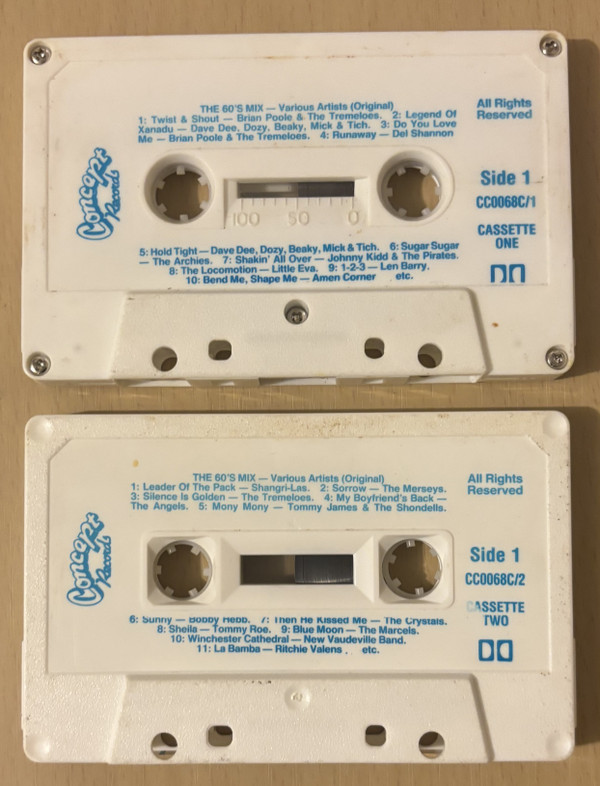 THE 60'S MIX — Various Artists (Original)
1: Twist & Shout — Brian Poole & The Tremeloes. 2: Legend Of
Xanadu — Dave Dee, Dozy, Beaky, Mick & Tich. 3: Do You Love
Me — Brian Poole & The Tremeloes. 4: Runaway — Del Shannon
All Rights
Reserved
Concept
Records
Side 1
CC0068C/1
CASSETTE
ONE
100 50 0
5: Hold Tight — Dave Dee, Dozy, Beaky, Mick & Tich. 6: Sugar Sugar
— The Archies. 7: Shakin' All Over — Johnny Kidd & The Pirates.
8: The Locomotion — Little Eva. 9: 1-2-3 — Len Barry.
10: Bend Me, Shape Me — Amen Corner etc.
THE 60'S MIX — Various Artists (Original)
1: Leader Of The Pack — Shangri-Las. 2: Sorrow — The Merseys.
3: Silence Is Golden — The Tremeloes. 4: My Boyfriend's Back —
The Angels. 5: Mony Mony — Tommy James & The Shondells.
All Rights
Reserved
Concept
Records
Side 1
CC0068C/2
CASSETTE
TWO
6: Sunny — Bobby Hebb. 7: Then He Kissed Me — The Crystals.
8: Sheila — Tommy Roe. 9: Blue Moon — The Marcels.
10: Winchester Cathedral — New Vaudeville Band.
11: La Bamba — Ritchie Valens . etc.